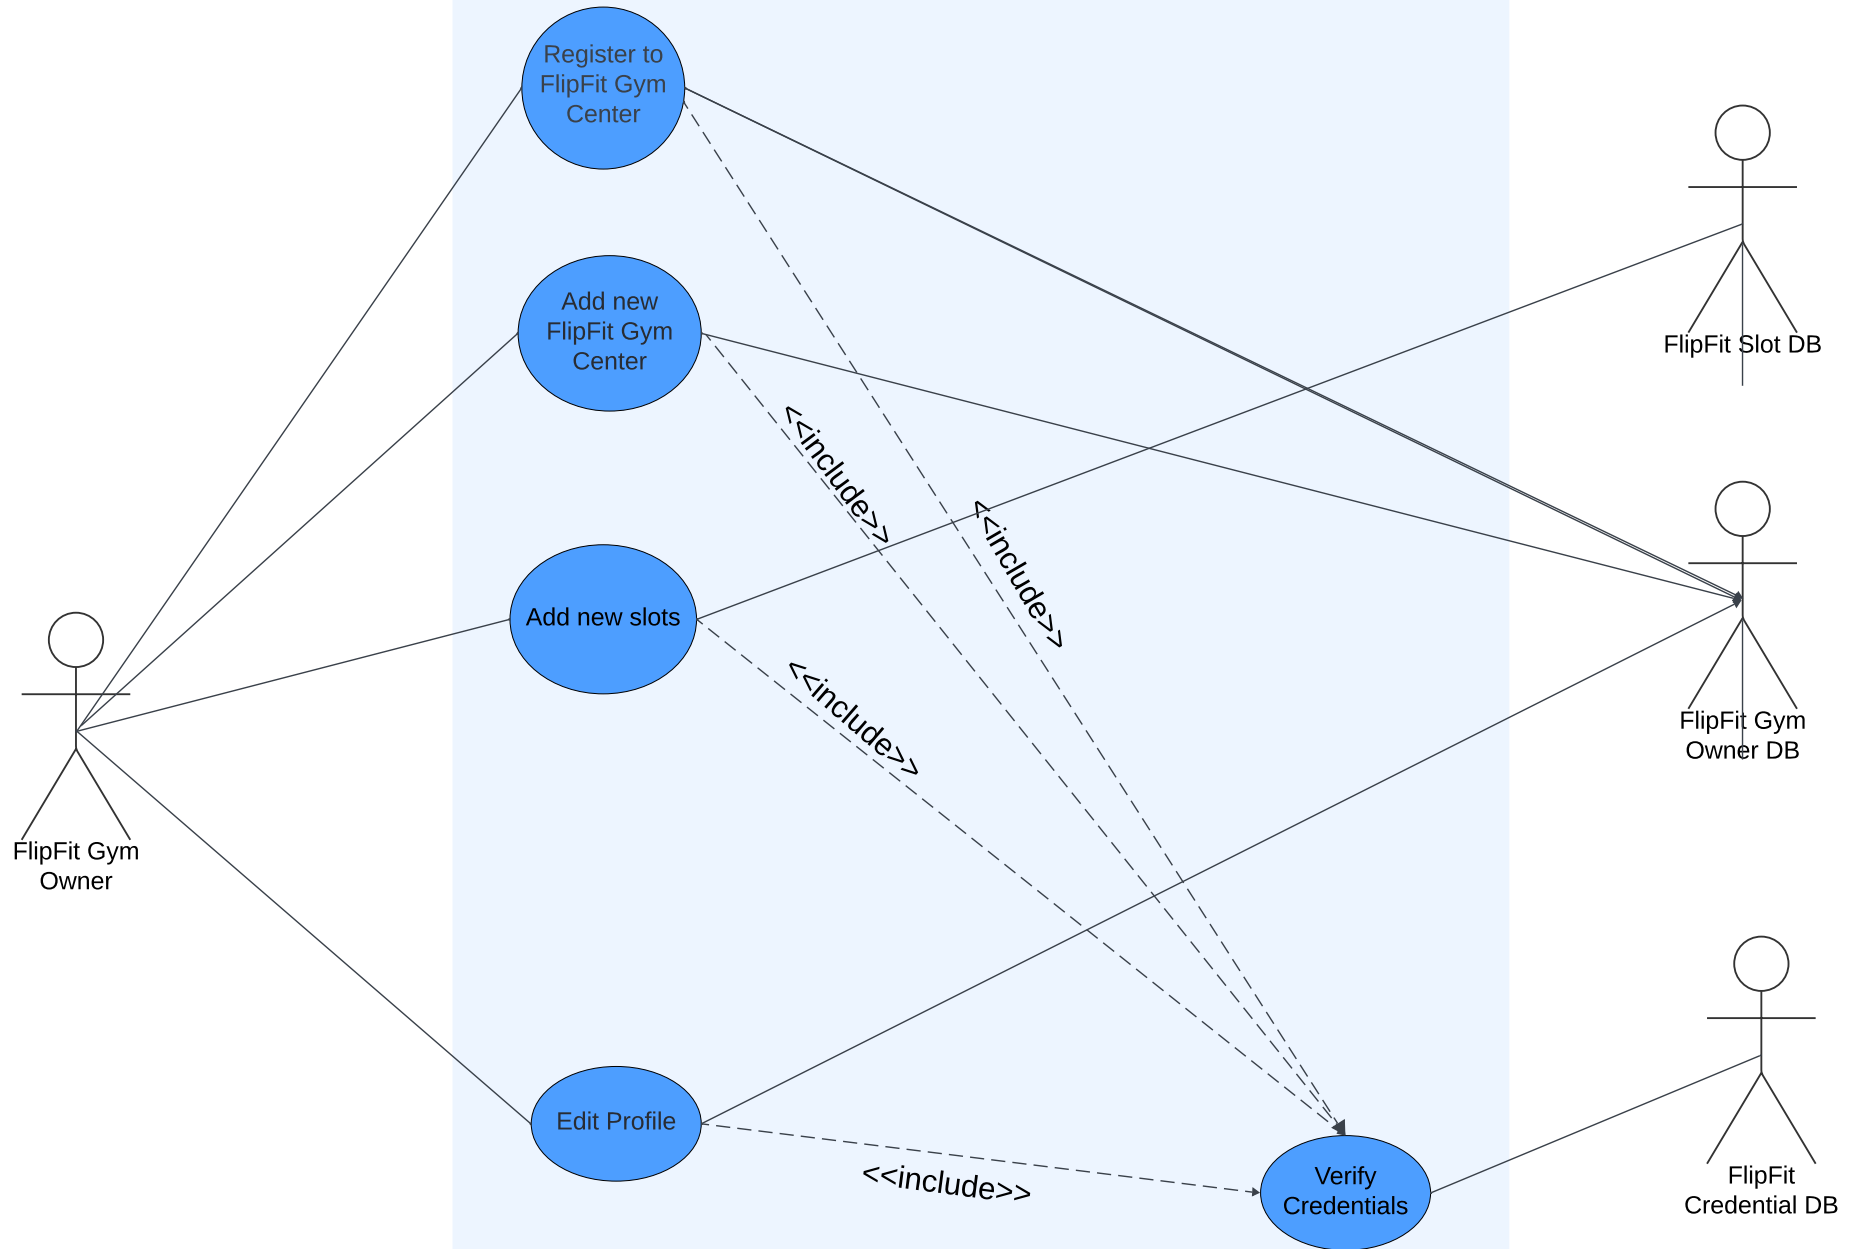 Register to
FlipFit Gym
Center
Add new
FlipFit Gym
Center
FlipFit Slot DB
<<include>>
<<include>>
Add new slots
<<include>>
FlipFit Gym
Owner DB
FlipFit Gym
Owner
Edit Profile
<<include>>
Verify
Credentials
FlipFit
Credential DB